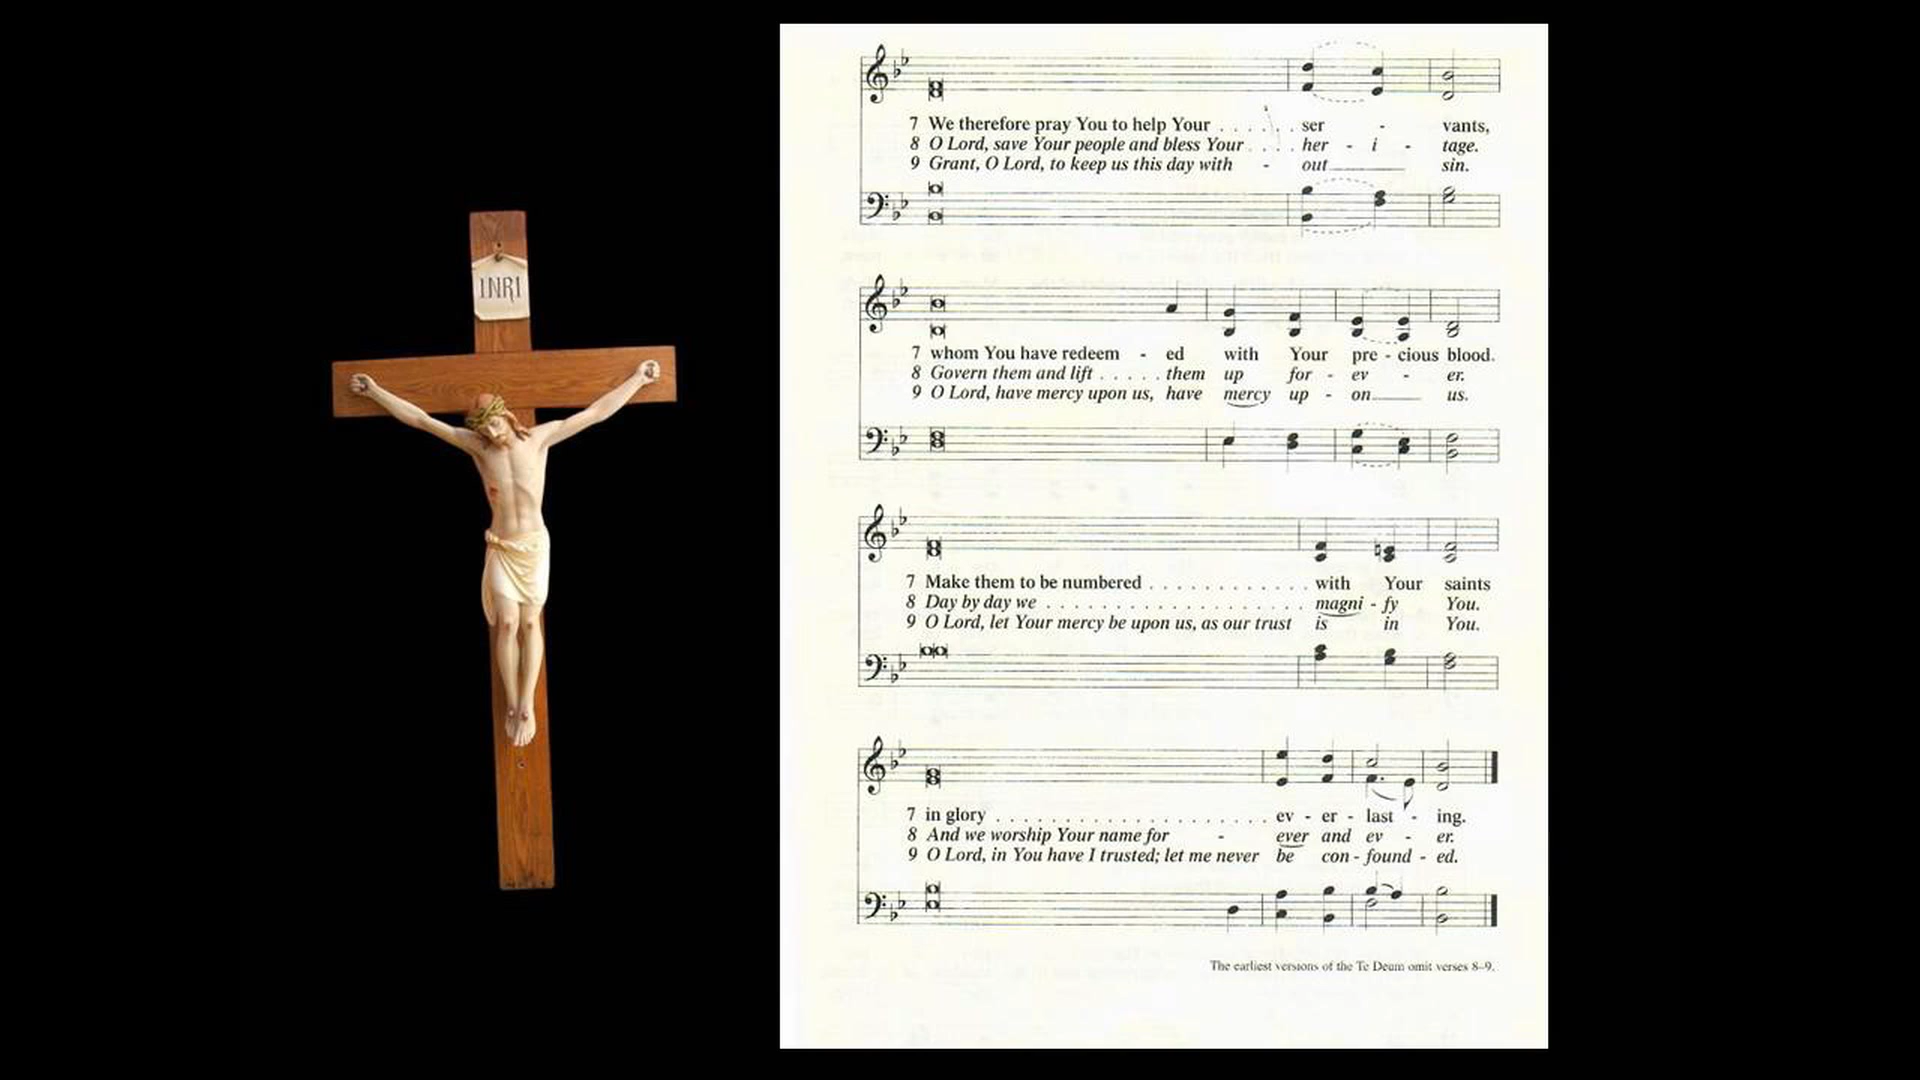 INRI
7 We therefore pray You to help Your . . . . . . ser - vants,
8 O Lord, save Your people and bless Your . . . . her - i - tage.
9 Grant, O Lord, to keep us this day with - out sin.
7 whom You have redeem - ed with Your pre - cious blood.
8 Govern them and lift . . . . . them up for - ev - er.
9 O Lord, have mercy upon us, have mercy up - on us.
7 Make them to be numbered . . . . . . . . . . . . with Your saints
8 Day by day we . . . . . . . . . . . . . . . . . . . . magni - fy You.
9 O Lord, let Your mercy be upon us, as our trust is in You.
7 in glory . . . . . . . . . . . . . . . . . . . . . ev - er - last - ing.
8 And we worship Your name for - ever and ev - er.
9 O Lord, in You have I trusted; let me never be con - found - ed.
The earliest versions of the Te Deum omit verses 8–9.